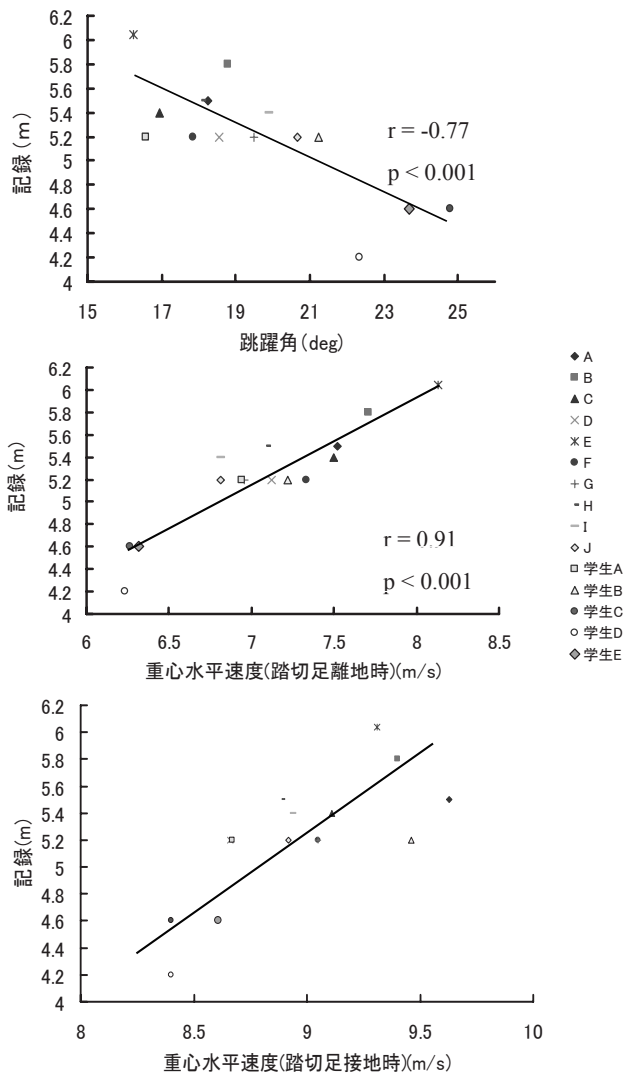 6.2
6
5.8
5.6
5.4
5.2
5
4.8
4.6
4.4
4.2
4
記録(m)
r = -0.77
p < 0.001
15 17 19 21 23 25
跳躍角(deg)
6.2
6
5.8
5.6
5.4
5.2
5
4.8
4.6
4.4
4.2
4
記録(m)
r = 0.91
p < 0.001
6 6.5 7 7.5 8 8.5
重心水平速度(踏切足離地時)(m/s)
A
B
C
D
E
F
G
H
I
J
学生A
学生B
学生C
学生D
学生E
6.2
6
5.8
5.6
5.4
5.2
5
4.8
4.6
4.4
4.2
4
記録(m)
8 8.5 9 9.5 10
重心水平速度(踏切足接地時)(m/s)